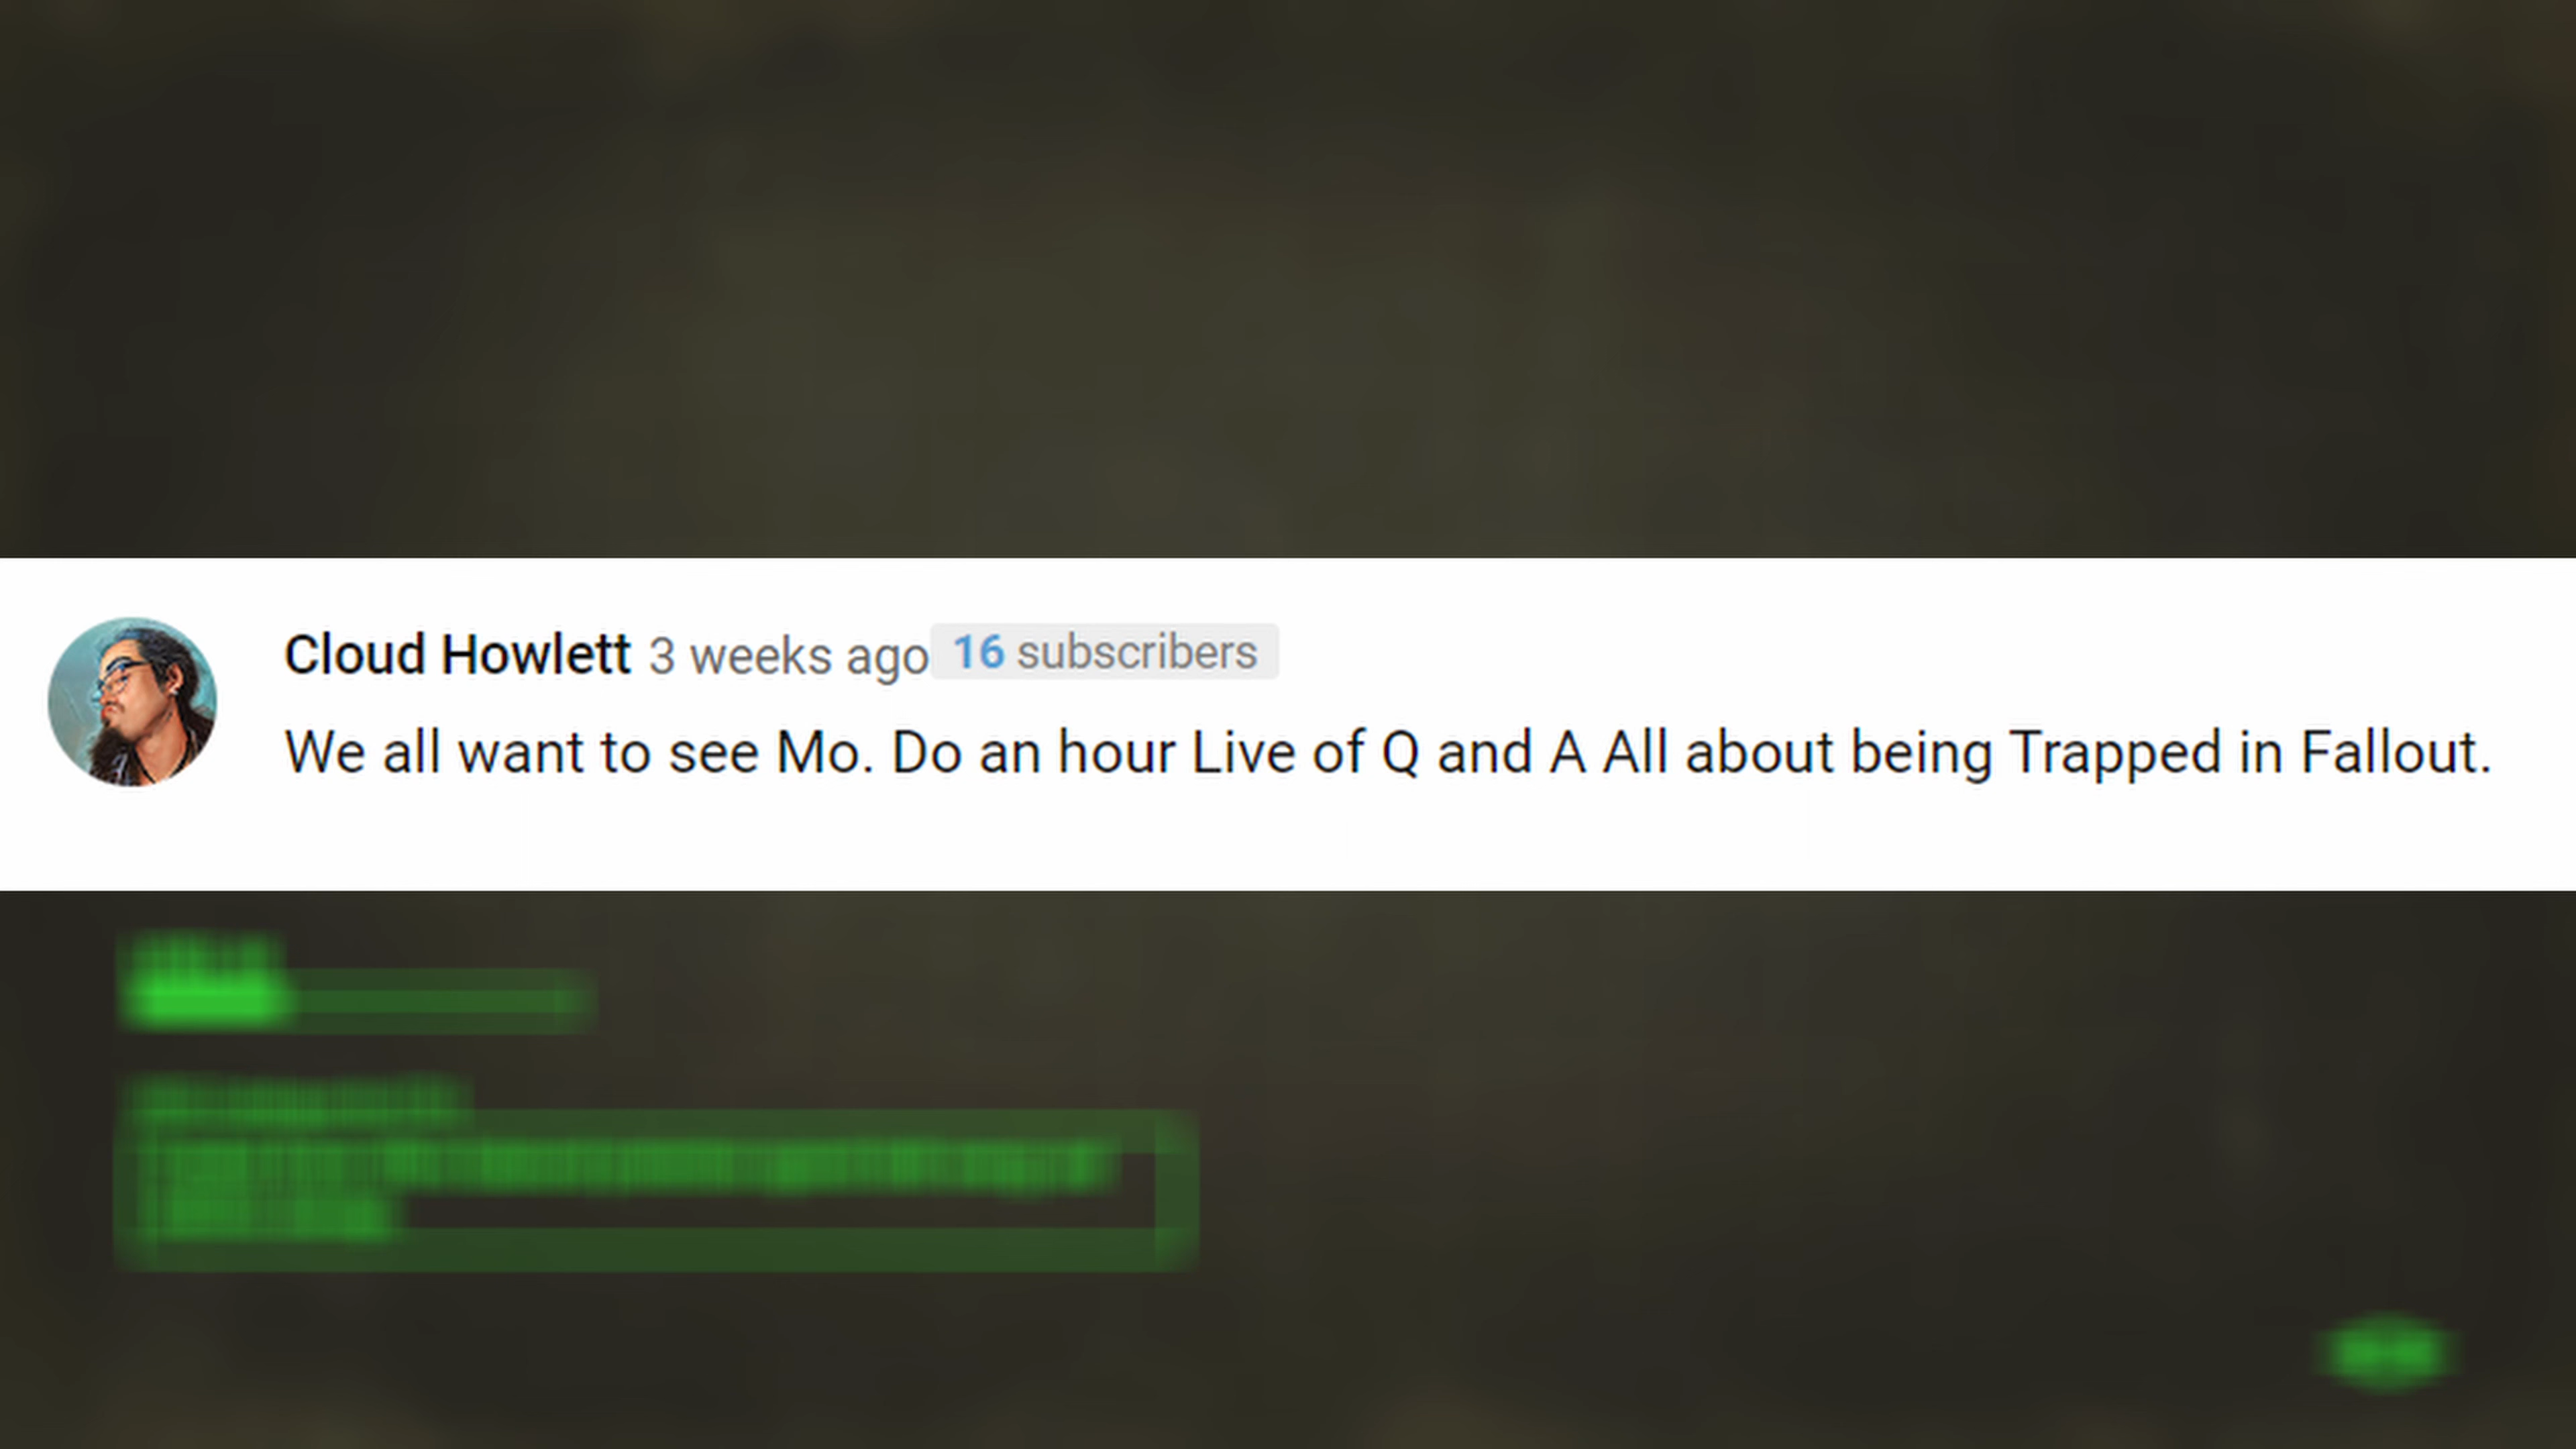 Cloud Howlett 3 weeks ago 16 subscribers
We all want to see Mo. Do an hour Live of Q and A All about being Trapped in Fallout.